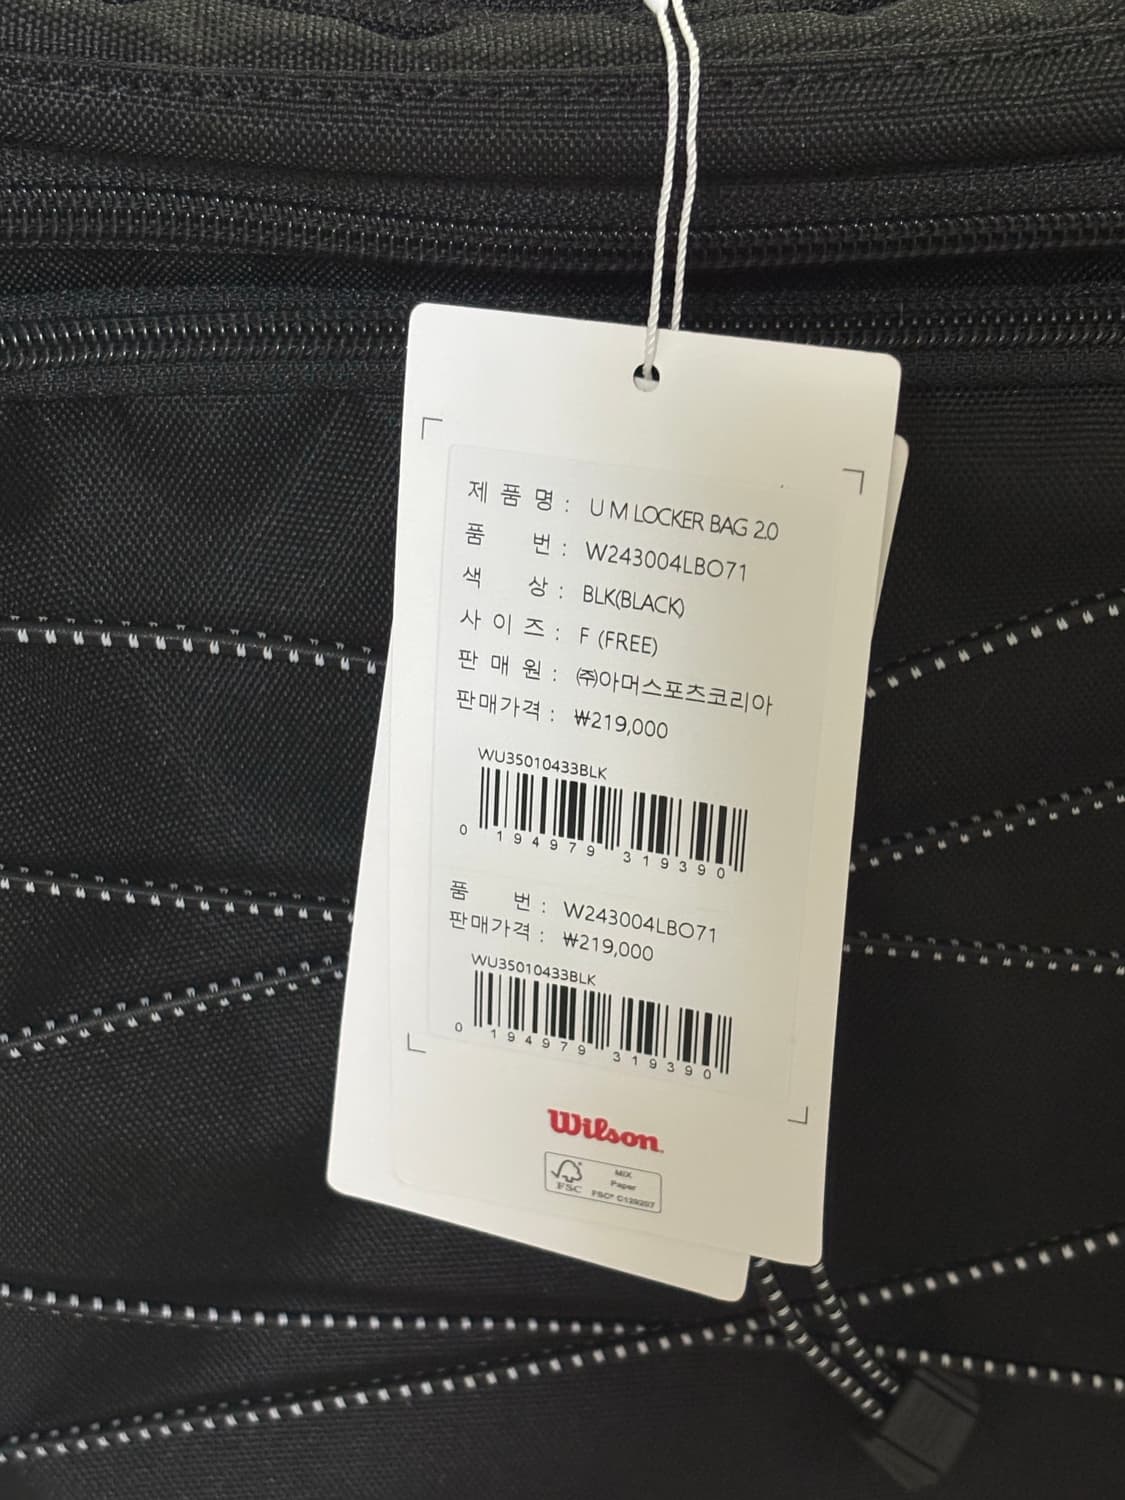 제품명 : U M LOCKER BAG 2.0
품번 : W243004LBO71
색상 : BLK(BLACK)
사이즈 : F (FREE)
판매원 : ㈜아머스포츠코리아
판매가격 : ₩219,000
WU35010433BLK
0 194979 319390
품번 : W243004LBO71
판매가격 : ₩219,000
WU35010433BLK
0 194979 319390
Wilson
FSC
MIX
Paper